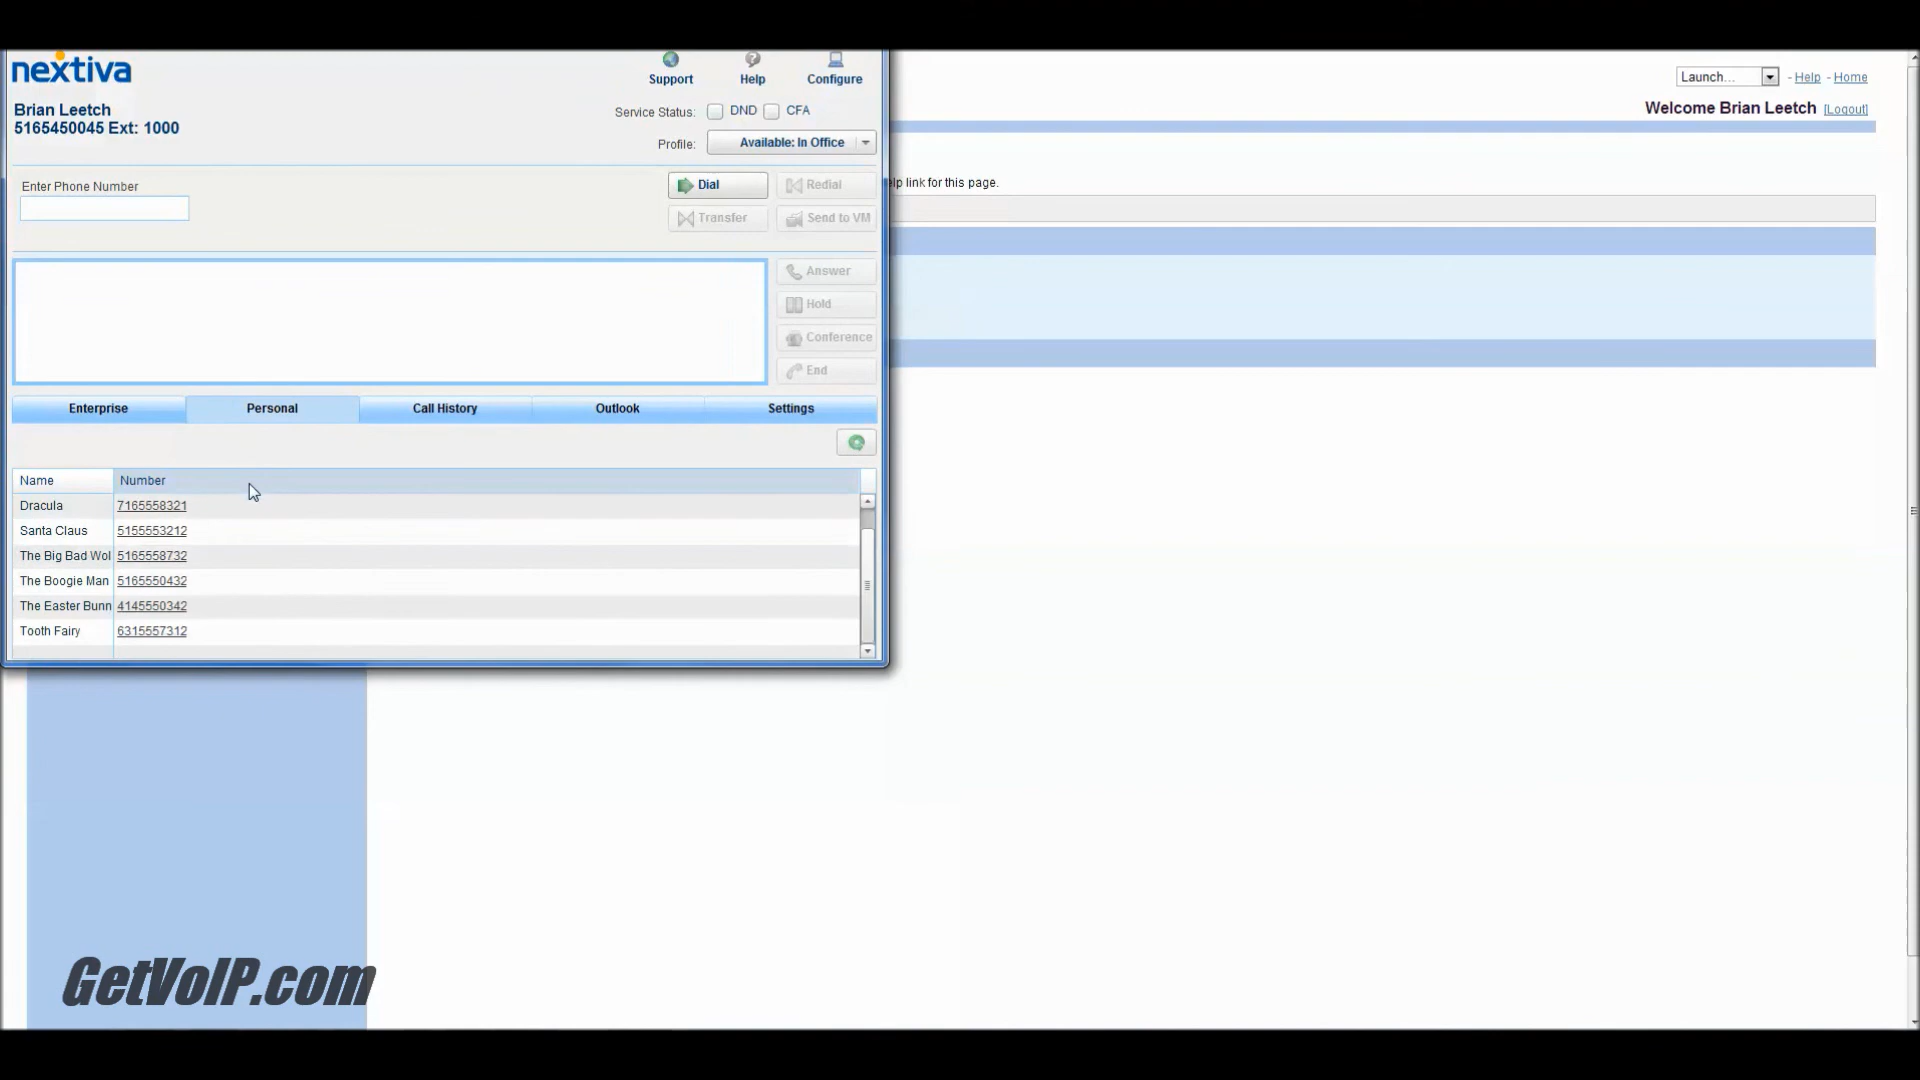 nextiva
Support
Help
Configure
Launch...
- Help - Home
Brian Leetch
5165450045 Ext: 1000
Service Status:
DND
CFA
Welcome Brian Leetch [Logout]
Profile:
Available: In Office
Enter Phone Number
Dial
Redial
link for this page.
Transfer
Send to VM
Answer
Hold
Conference
End
Enterprise
Personal
Call History
Outlook
Settings
Name
Number
Dracula
7165558321
Santa Claus
5155553212
The Big Bad Wol
5165558732
The Boogie Man
5165550432
The Easter Bunn
4145550342
Tooth Fairy
6315557312
GetVoIP.com